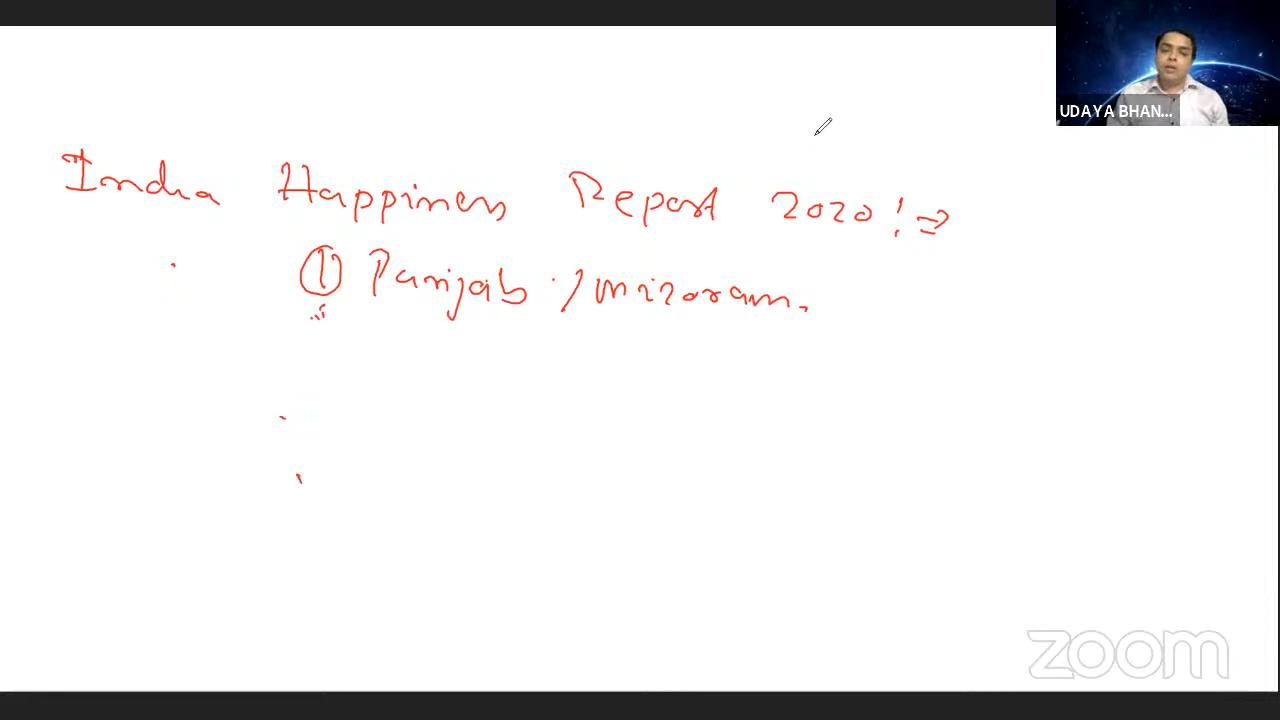 UDAYA BHAN...
India Happiness Report 2020! ⇒
① Punjab / Mizoram.
zoom